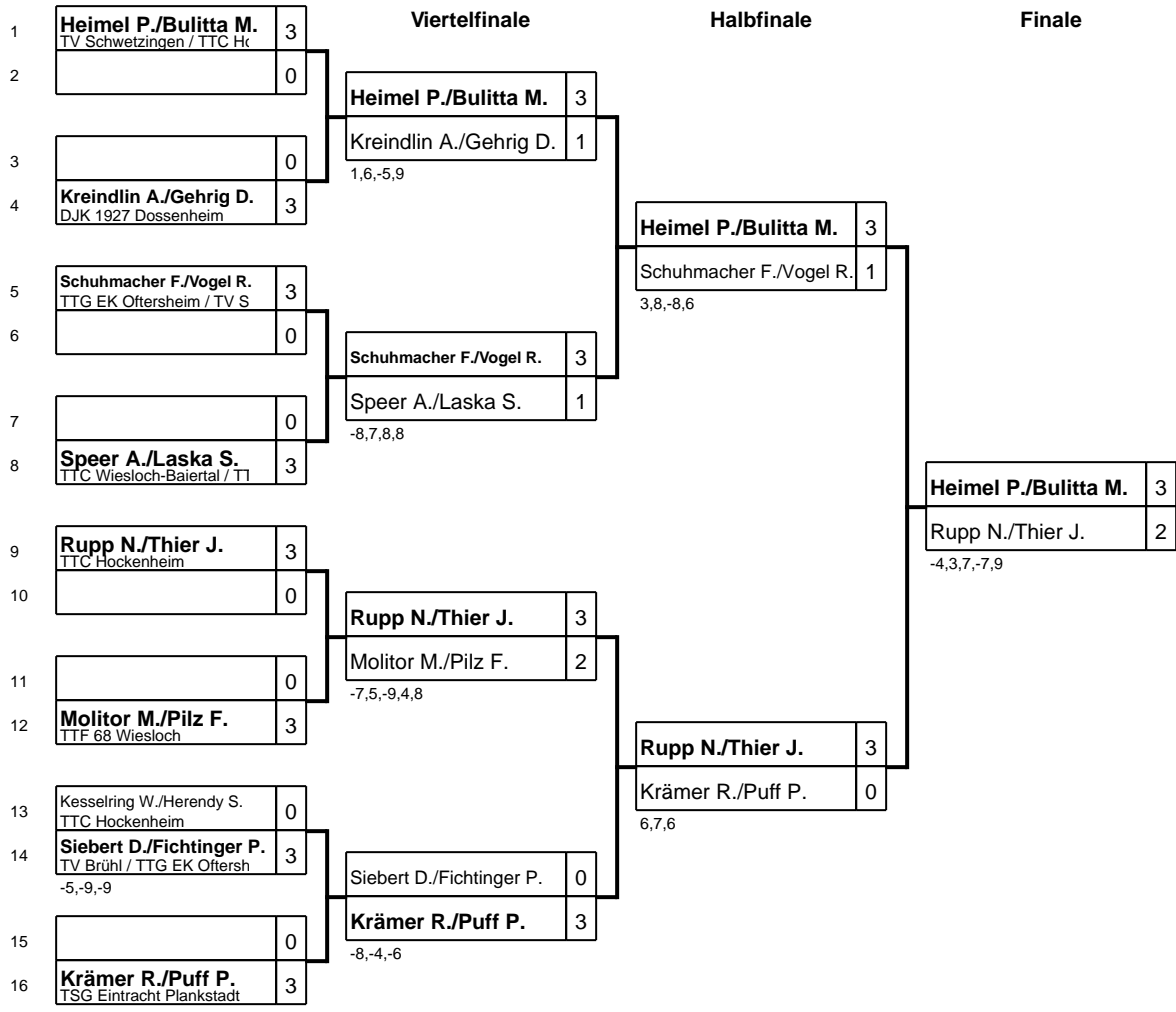 Viertelfinale
Halbfinale
Finale
1
Heimel P./Bulitta M.
3
TV Schwetzingen / TTC Ho
2
0
3
0
4
Kreindlin A./Gehrig D.
3
DJK 1927 Dossenheim
5
Schuhmacher F./Vogel R.
3
TTG EK Oftersheim / TV S
6
0
7
0
8
Speer A./Laska S.
3
TTC Wiesloch-Baiertal / TT
9
Rupp N./Thier J.
3
TTC Hockenheim
10
0
11
0
12
Molitor M./Pilz F.
3
TTF 68 Wiesloch
13
Kesselring W./Herendy S.
0
TTC Hockenheim
14
Siebert D./Fichtinger P.
3
TV Brühl / TTG EK Oftersh
-5,-9,-9
15
0
16
Krämer R./Puff P.
3
TSG Eintracht Plankstadt
Heimel P./Bulitta M.
3
Kreindlin A./Gehrig D.
1
1,6,-5,9
Schuhmacher F./Vogel R.
3
Speer A./Laska S.
1
-8,7,8,8
Rupp N./Thier J.
3
Molitor M./Pilz F.
2
-7,5,-9,4,8
Siebert D./Fichtinger P.
0
Krämer R./Puff P.
3
-8,-4,-6
Heimel P./Bulitta M.
3
Schuhmacher F./Vogel R.
1
3,8,-8,6
Rupp N./Thier J.
3
Krämer R./Puff P.
0
6,7,6
Heimel P./Bulitta M.
3
Rupp N./Thier J.
2
-4,3,7,-7,9